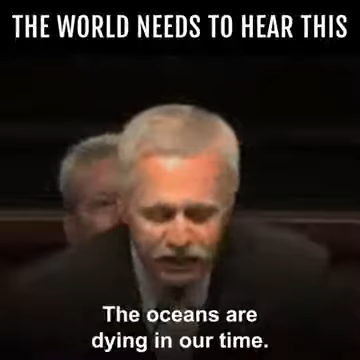 THE WORLD NEEDS TO HEAR THIS
The oceans are
dying in our time.